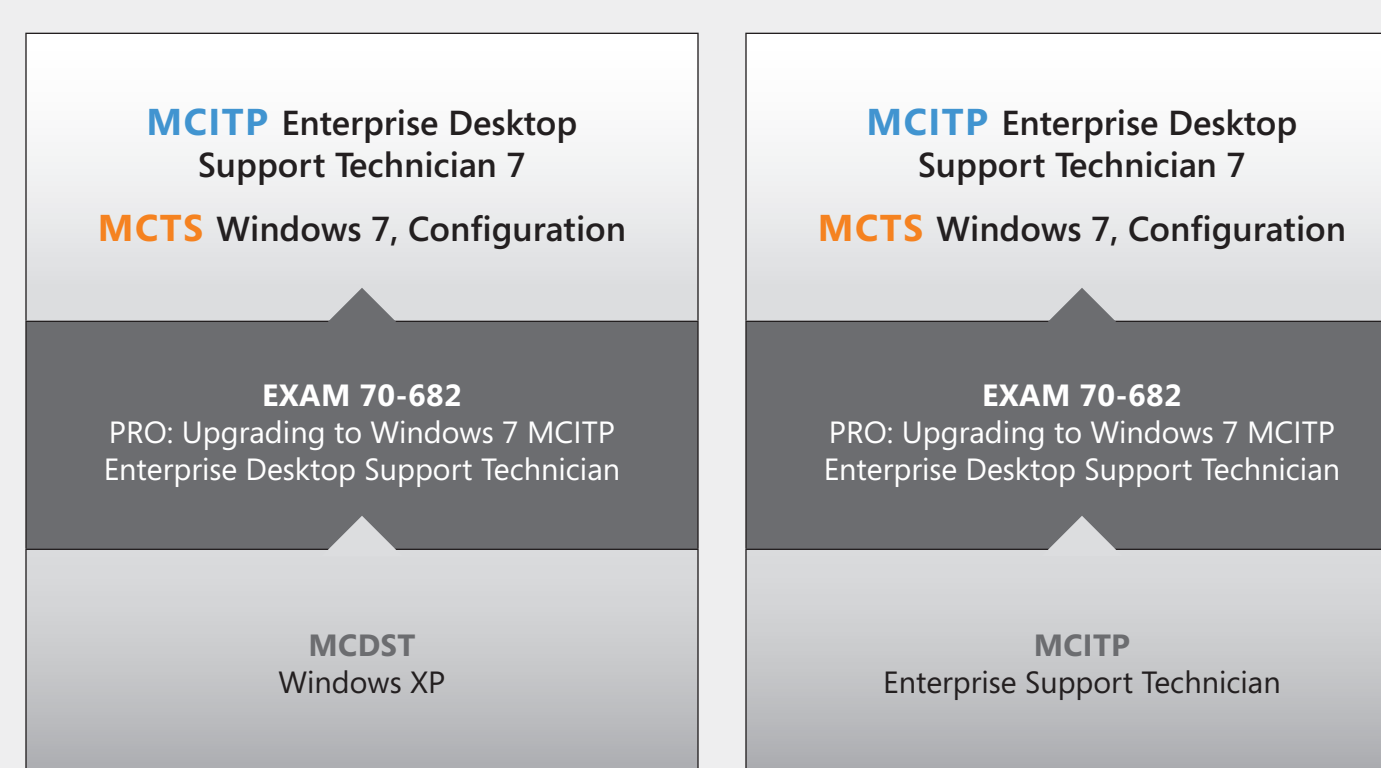 MCITP Enterprise Desktop
Support Technician 7
MCTS Windows 7, Configuration
EXAM 70-682
PRO: Upgrading to Windows 7 MCITP
Enterprise Desktop Support Technician
MCDST
Windows XP
MCITP Enterprise Desktop
Support Technician 7
MCTS Windows 7, Configuration
EXAM 70-682
PRO: Upgrading to Windows 7 MCITP
Enterprise Desktop Support Technician
MCITP
Enterprise Support Technician